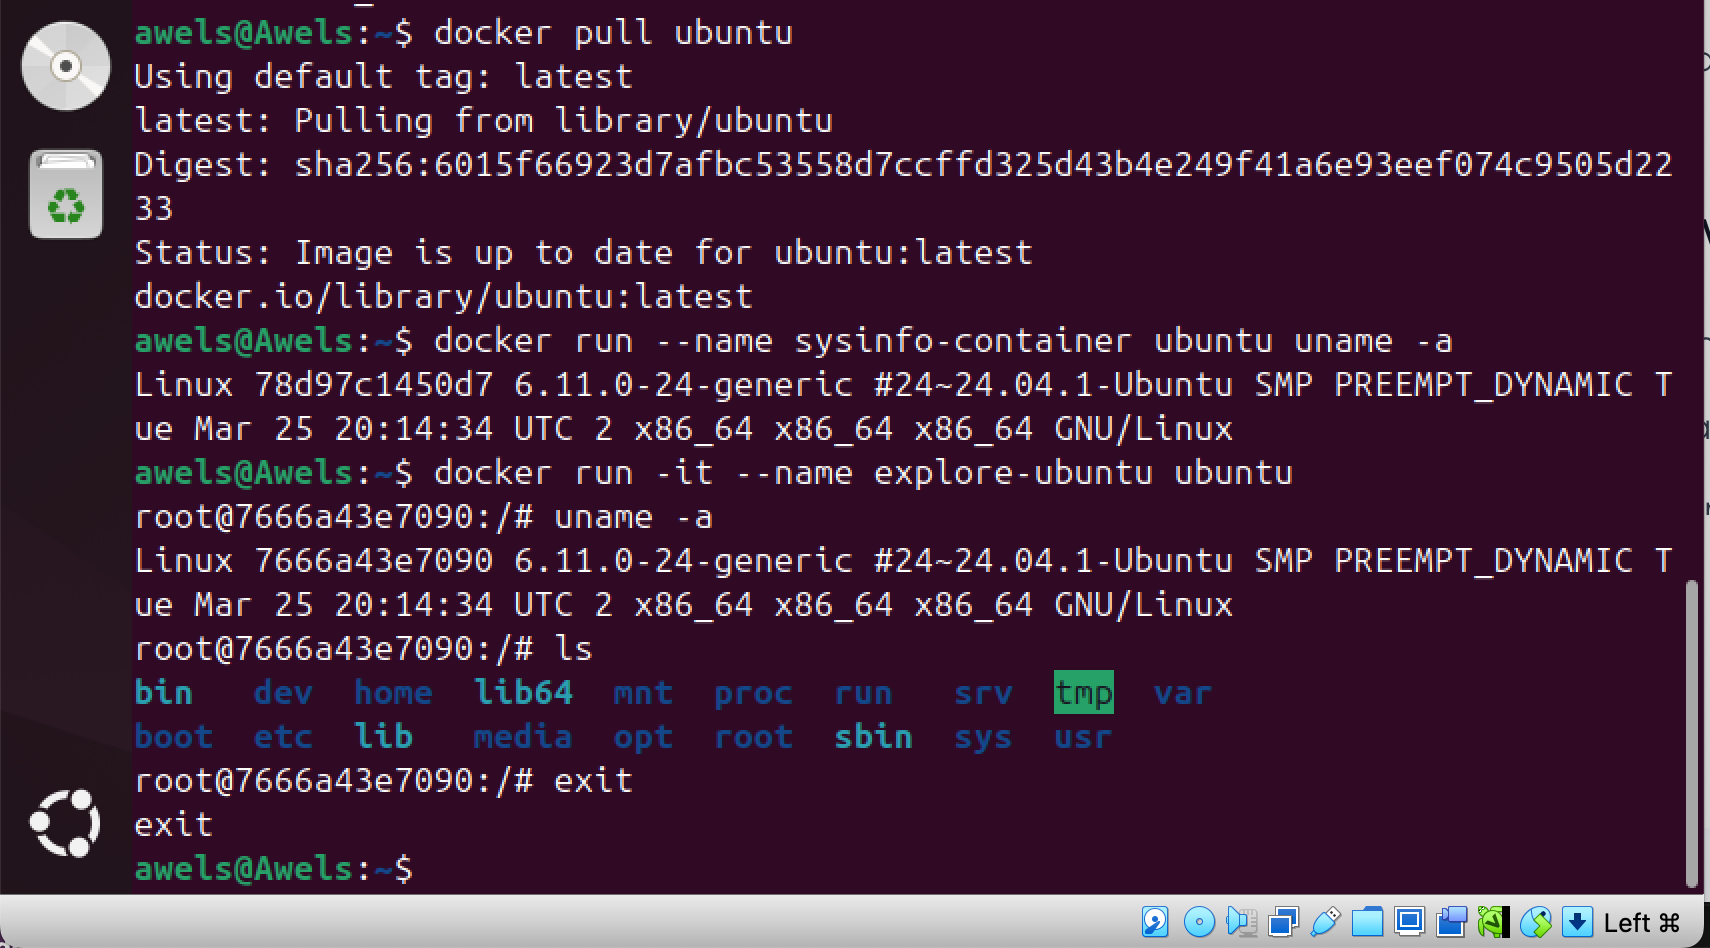 awels@Awels:~$ docker pull ubuntu
Using default tag: latest
latest: Pulling from library/ubuntu
Digest: sha256:6015f66923d7afbc53558d7ccffd325d43b4e249f41a6e93eef074c9505d22
33
Status: Image is up to date for ubuntu:latest
docker.io/library/ubuntu:latest
awels@Awels:~$ docker run --name sysinfo-container ubuntu uname -a
Linux 78d97c1450d7 6.11.0-24-generic #24~24.04.1-Ubuntu SMP PREEMPT_DYNAMIC T
ue Mar 25 20:14:34 UTC 2 x86_64 x86_64 x86_64 GNU/Linux
awels@Awels:~$ docker run -it --name explore-ubuntu ubuntu
root@7666a43e7090:/# uname -a
Linux 7666a43e7090 6.11.0-24-generic #24~24.04.1-Ubuntu SMP PREEMPT_DYNAMIC T
ue Mar 25 20:14:34 UTC 2 x86_64 x86_64 x86_64 GNU/Linux
root@7666a43e7090:/# ls
bin dev home lib64 mnt proc run srv tmp var
boot etc lib media opt root sbin sys usr
root@7666a43e7090:/# exit
exit
awels@Awels:~$
Left ⌘